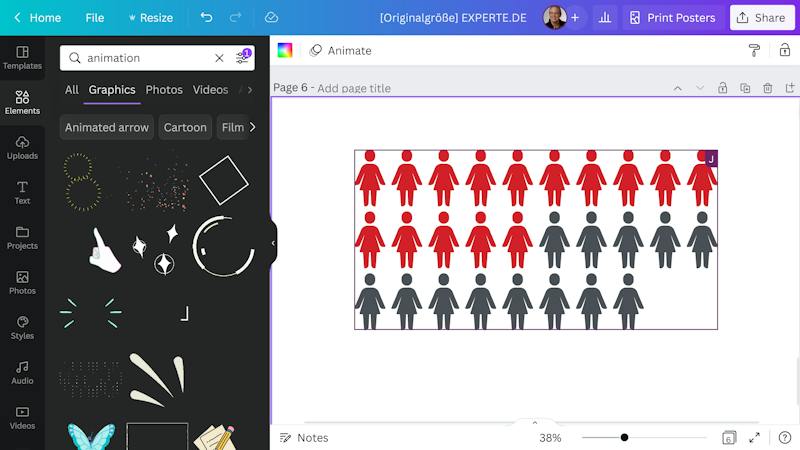 Home File Resize [Originalgröße] EXPERTE.DE + Print Posters Share
Templates
Elements
Uploads
Text
Projects
Photos
Styles
Audio
Videos
animation 1
All Graphics Photos Videos
Animated arrow Cartoon Film
Animate
Page 6 - Add page title
J
Notes 38% 6 ?